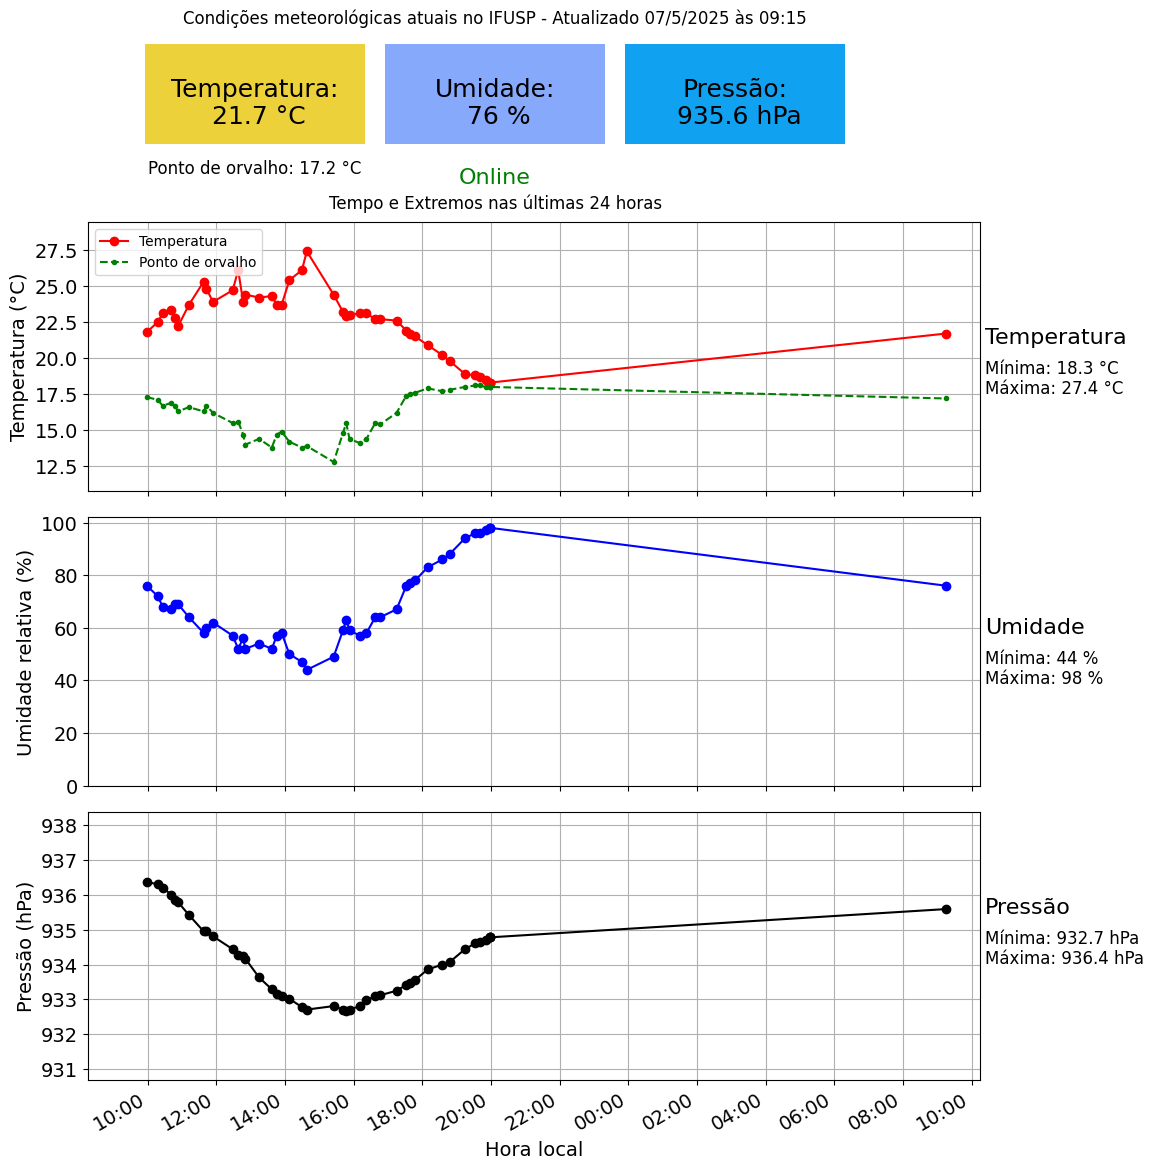 Condições meteorológicas atuais no IFUSP - Atualizado 07/5/2025 às 09:15
Temperatura:
21.7 °C
Umidade:
76 %
Pressão:
935.6 hPa
Ponto de orvalho: 17.2 °C
Online
Tempo e Extremos nas últimas 24 horas
Temperatura (°C)
27.5
25.0
22.5
20.0
17.5
15.0
12.5
Temperatura
Ponto de orvalho
Temperatura
Mínima: 18.3 °C
Máxima: 27.4 °C
Umidade relativa (%)
100
80
60
40
20
0
Umidade
Mínima: 44 %
Máxima: 98 %
Pressão (hPa)
938
937
936
935
934
933
932
931
Pressão
Mínima: 932.7 hPa
Máxima: 936.4 hPa
10:00 12:00 14:00 16:00 18:00 20:00 22:00 00:00 02:00 04:00 06:00 08:00 10:00
Hora local